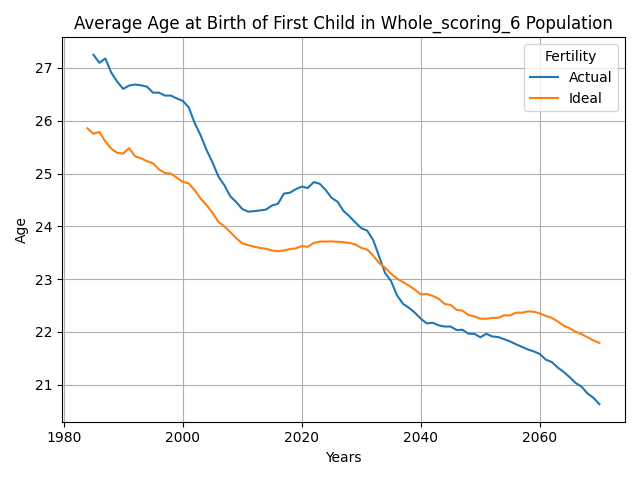 Average Age at Birth of First Child in Whole_scoring_6 Population
Fertility
Actual
Ideal
Age
27
26
25
24
23
22
21
1980
2000
2020
2040
2060
Years